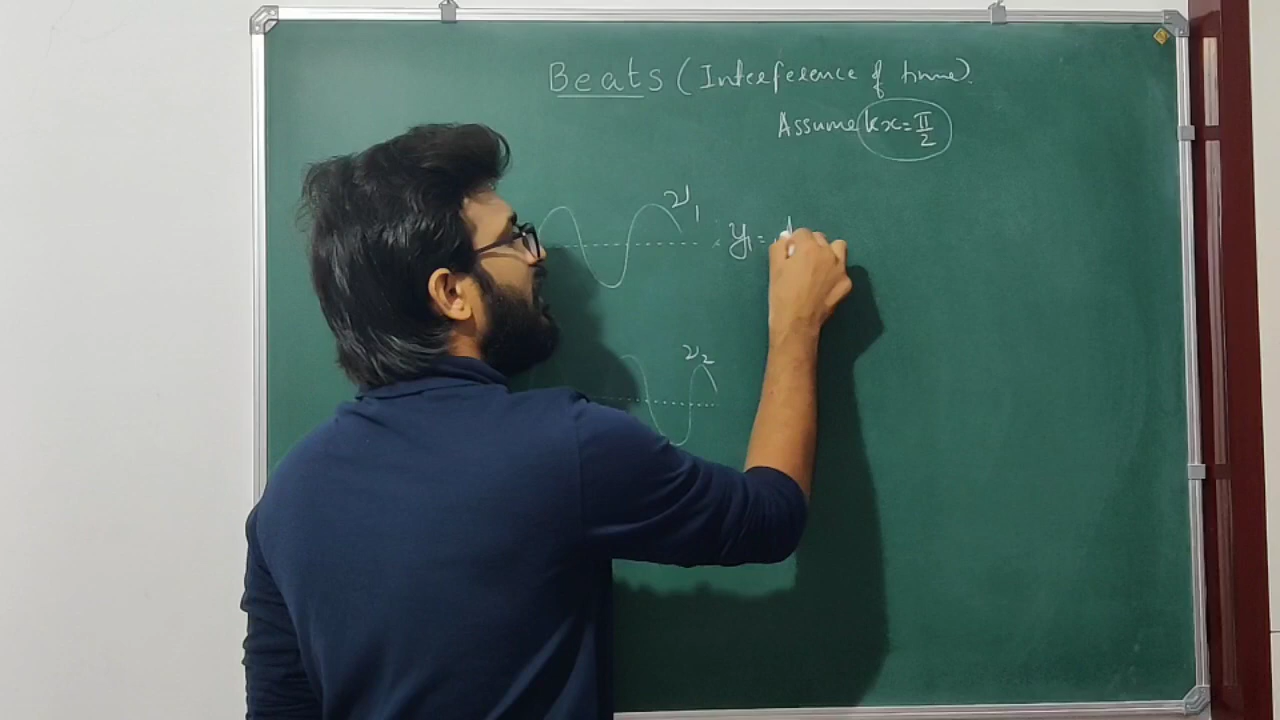 Beats (Interference of time).
Assume kx = π/2
ν₁
y₁ = A
ν₂